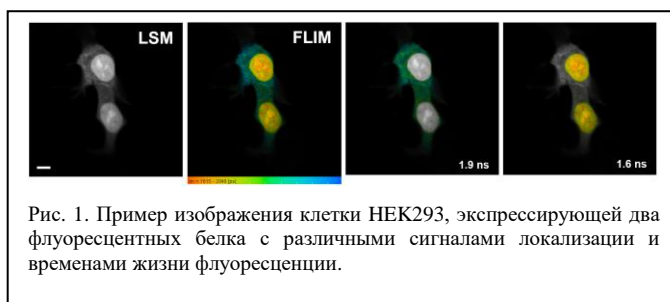 LSM
FLIM
1.9 ns
1.6 ns
Рис. 1. Пример изображения клетки HEK293, экспрессирующей два
флуоресцентных белка с различными сигналами локализации и
временами жизни флуоресценции.